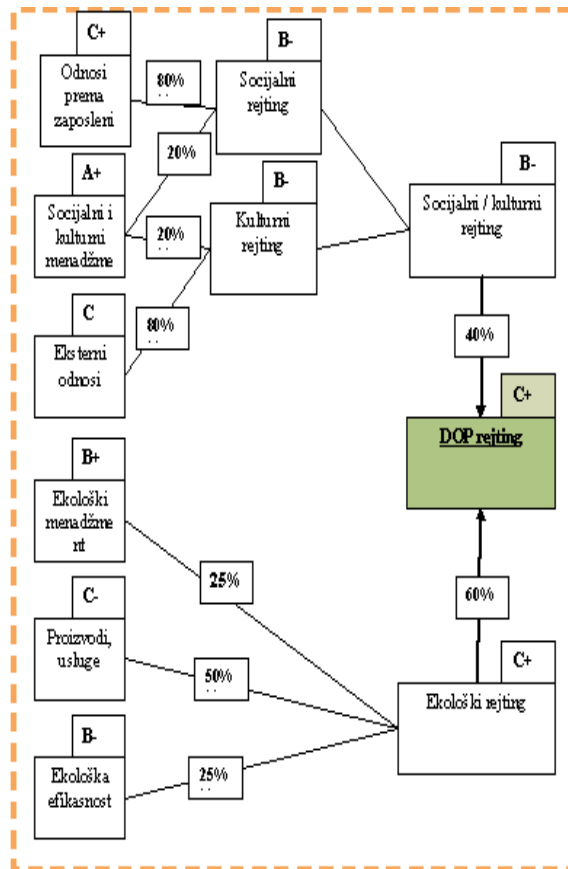 C+
Odnosi
prema
zaposleni
80%
B-
Socijalni
rejting
20%
A+
Socijalni i
kulturni
menadžme
20%
B-
Kulturni
rejting
B-
Socijalni / kulturni
rejting
C
Eksterni
odnosi
80%
40%
C+
DOP rejting
B+
Ekološki
menadžme
nt
25%
C-
Proizvodi,
usluge
50%
60%
C+
Ekološki rejting
B-
Ekološka
efikasnost
25%